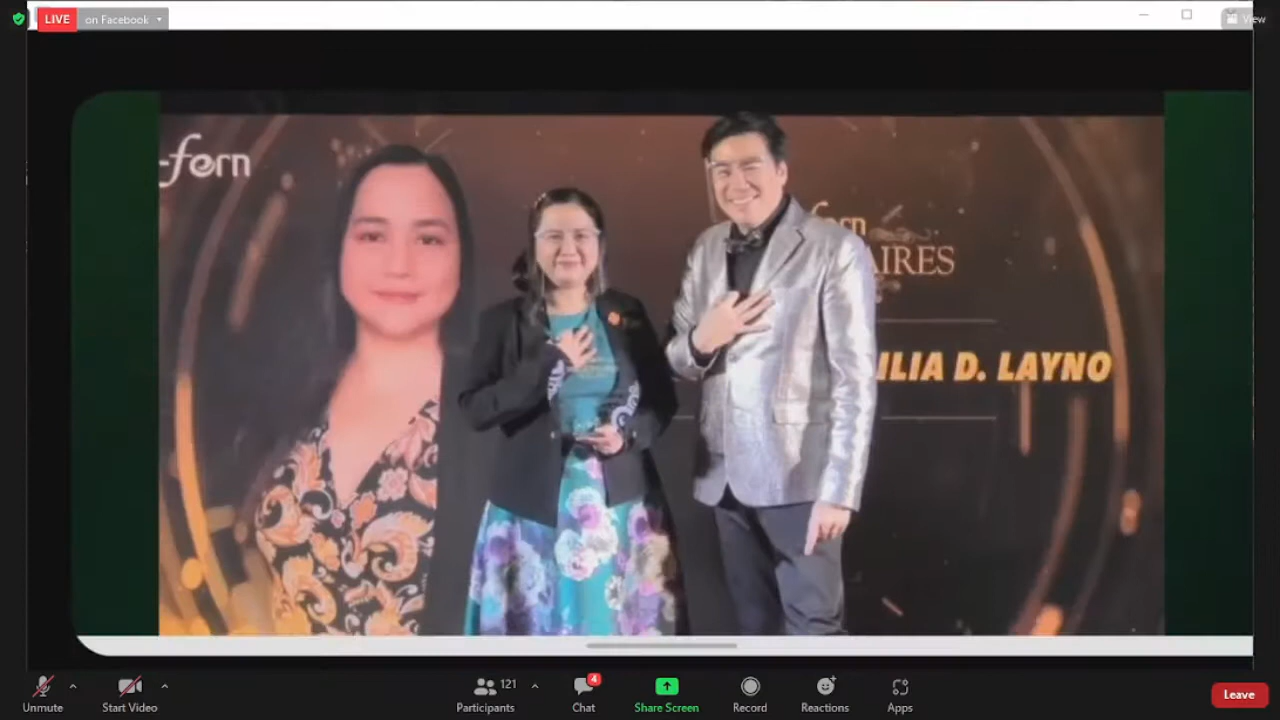 LIVE
on Facebook
View
-fern
fern
AIRES
ILIA D. LAYNO
Unmute
Start Video
121
Participants
4
Chat
Share Screen
Record
Reactions
Apps
Leave